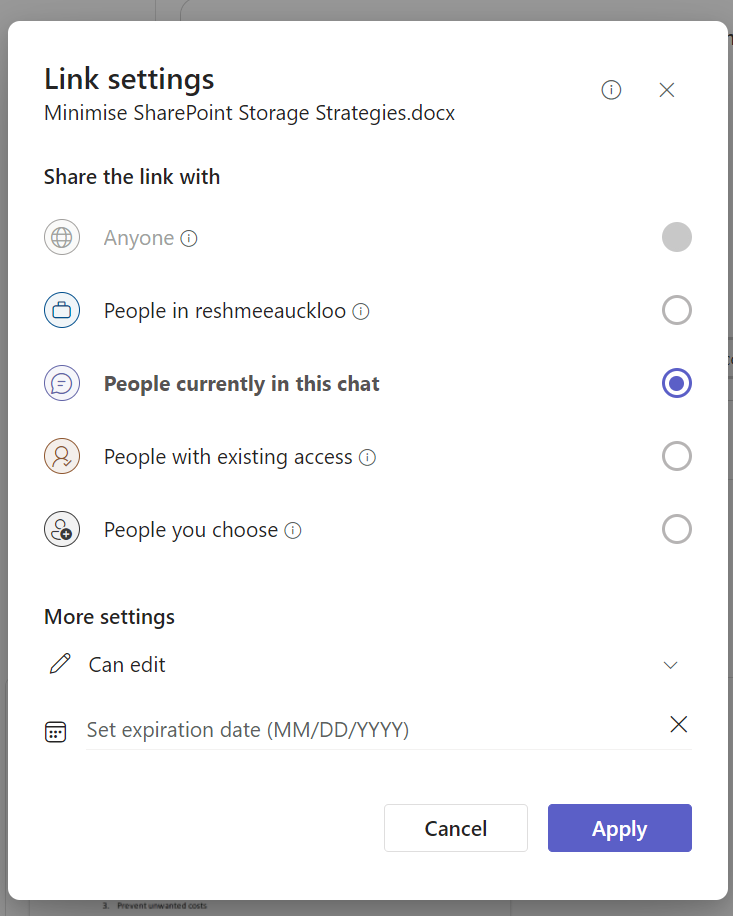 Link settings
Minimise SharePoint Storage Strategies.docx
Share the link with
Anyone
People in reshmeeauckloo
People currently in this chat
People with existing access
People you choose
More settings
Can edit
Set expiration date (MM/DD/YYYY)
Cancel
Apply
3. Prevent unwanted costs